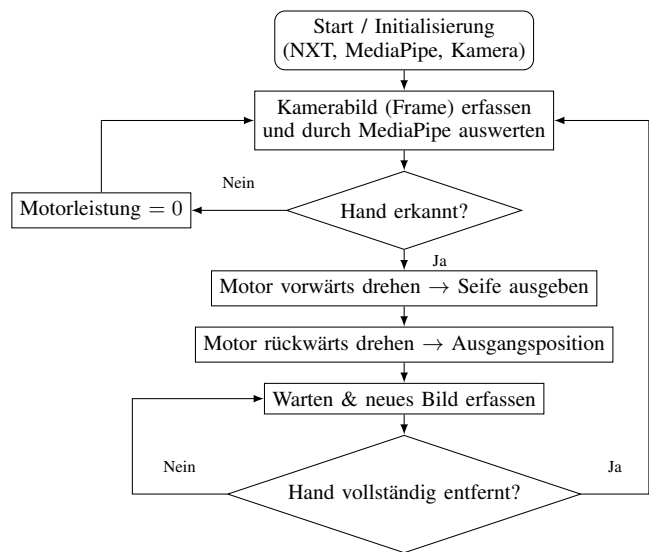 Start / Initialisierung
(NXT, MediaPipe, Kamera)
Kamerabild (Frame) erfassen
und durch MediaPipe auswerten
Nein
Motorleistung = 0
Hand erkannt?
Ja
Motor vorwärts drehen → Seife ausgeben
Motor rückwärts drehen → Ausgangsposition
Warten & neues Bild erfassen
Nein
Ja
Hand vollständig entfernt?